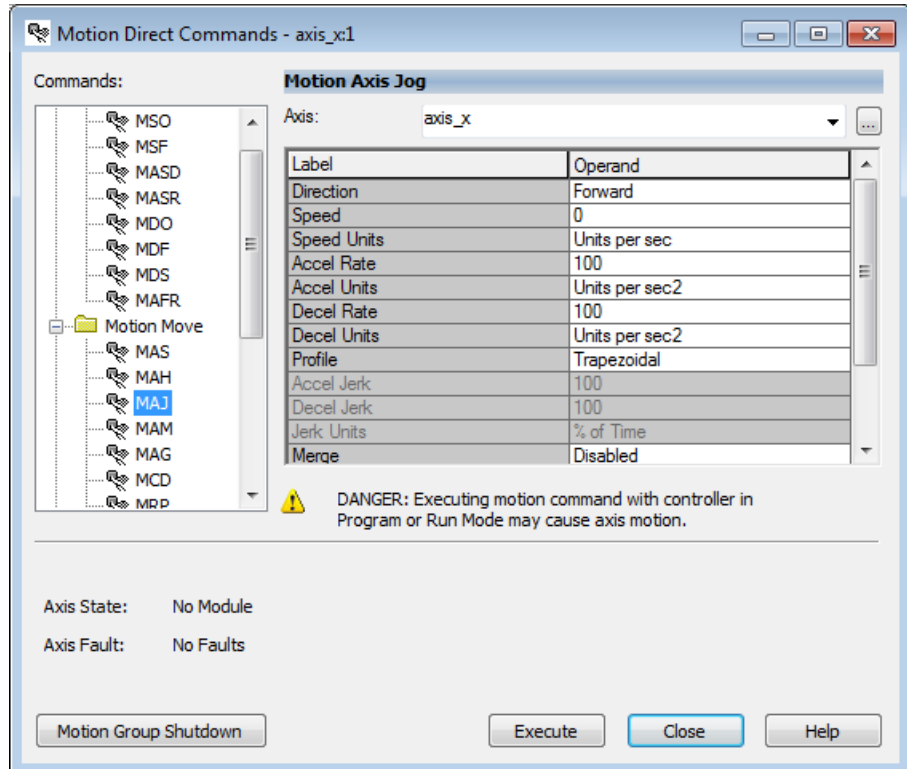 Motion Direct Commands - axis_x:1
Commands:
MSO
MSF
MASD
MASR
MDO
MDF
MDS
MAFR
Motion Move
MAS
MAH
MAJ
MAM
MAG
MCD
MRP
Motion Axis Jog
Axis: axis_x ...
Label Operand
Direction Forward
Speed 0
Speed Units Units per sec
Accel Rate 100
Accel Units Units per sec2
Decel Rate 100
Decel Units Units per sec2
Profile Trapezoidal
Accel Jerk 100
Decel Jerk 100
Jerk Units % of Time
Merge Disabled
DANGER: Executing motion command with controller in
Program or Run Mode may cause axis motion.
Axis State: No Module
Axis Fault: No Faults
Motion Group Shutdown Execute Close Help